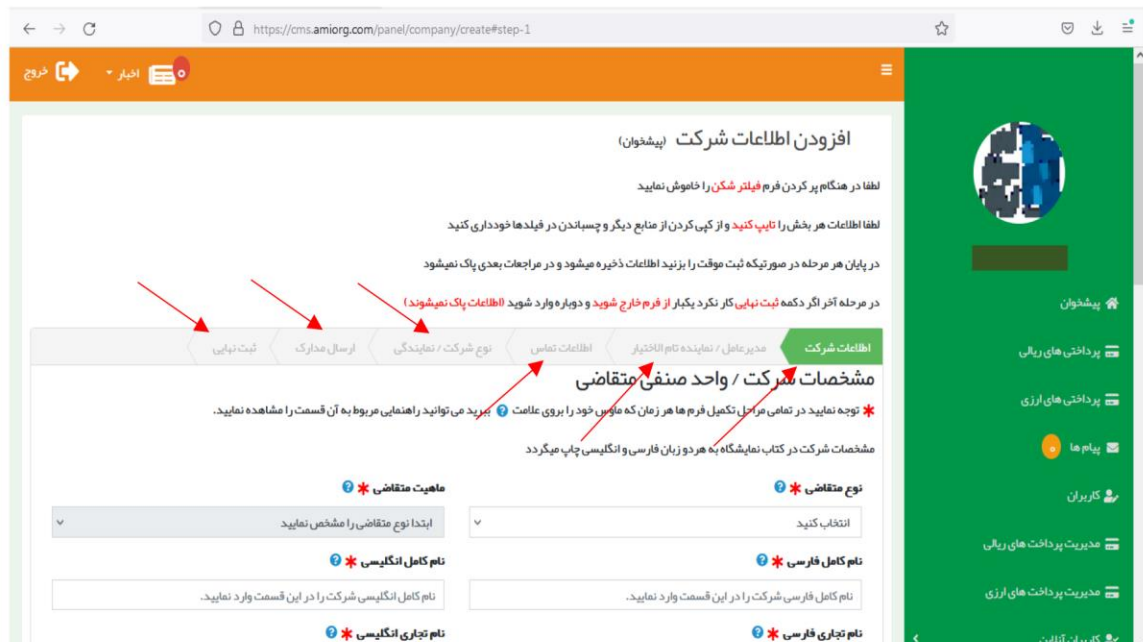 https://cms.amiorg.com/panel/company/create#step-1
۰ اخبار
خروج
افزودن اطلاعات شرکت (پیشخوان)
لطفا در هنگام پر کردن فرم فیلتر شکن را خاموش نمایید
لطفا اطلاعات هر بخش را تایپ کنید و از کپی کردن از منابع دیگر و چسباندن در فیلدها خودداری کنید
در پایان هر مرحله در صورتیکه ثبت موقت را بزنید اطلاعات ذخیره میشود و در مراجعات بعدی پاک نمیشود
در مرحله آخر اگر دکمه ثبت نهایی کار نکرد یکبار از فرم خارج شوید و دوباره وارد شوید (اطلاعات پاک نمیشوند)
اطلاعات شرکت
مدیرعامل / نماینده تام الاختیار
اطلاعات تماس
نوع شرکت / نمایندگی
ارسال مدارک
ثبت نهایی
مشخصات شرکت / واحد صنفی متقاضی
* توجه نمایید در تمامی مراحل تکمیل فرم ها هر زمان که ماوس خود را بروی علامت ? ببرید می توانید راهنمایی مربوط به آن قسمت را مشاهده نمایید.
مشخصات شرکت در کتاب نمایشگاه به هر دو زبان فارسی و انگلیسی چاپ میگردد
نوع متقاضی * ?
ماهیت متقاضی * ?
انتخاب کنید
ابتدا نوع متقاضی را مشخص نمایید
نام کامل فارسی * ?
نام کامل انگلیسی * ?
نام کامل فارسی شرکت را در این قسمت وارد نمایید.
نام کامل انگلیسی شرکت را در این قسمت وارد نمایید.
نام تجاری فارسی * ?
نام تجاری انگلیسی * ?
پیشخوان
پرداختی های ریالی
پرداختی های ارزی
پیام ها ۰
کاربران
مدیریت پرداخت های ریالی
مدیریت پرداخت های ارزی
کاربران آنلاین